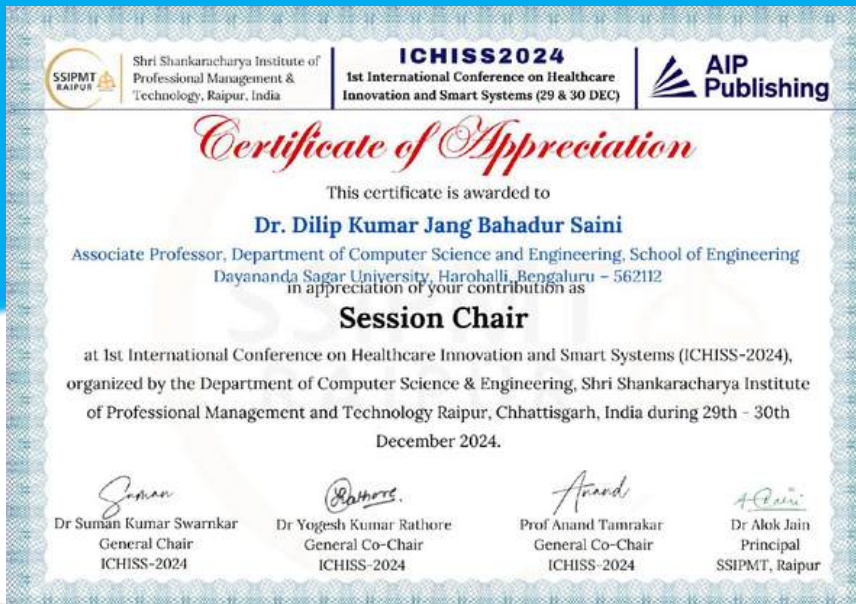 SSIPMT
RAIPUR
Shri Shankaracharya Institute of
Professional Management &
Technology, Raipur, India
ICHISS2024
1st International Conference on Healthcare
Innovation and Smart Systems (29 & 30 DEC)
AIP
Publishing
Certificate of Appreciation
This certificate is awarded to
Dr. Dilip Kumar Jang Bahadur Saini
Associate Professor, Department of Computer Science and Engineering, School of Engineering
Dayananda Sagar University, Harohalli, Bengaluru – 562112
in appreciation of your contribution as
Session Chair
at 1st International Conference on Healthcare Innovation and Smart Systems (ICHISS-2024),
organized by the Department of Computer Science & Engineering, Shri Shankaracharya Institute
of Professional Management and Technology Raipur, Chhattisgarh, India during 29th - 30th
December 2024.
Suman
Rathore.
Anand
Dr Suman Kumar Swarnkar
General Chair
ICHISS-2024
Dr Yogesh Kumar Rathore
General Co-Chair
ICHISS-2024
Prof Anand Tamrakar
General Co-Chair
ICHISS-2024
Dr Alok Jain
Principal
SSIPMT, Raipur